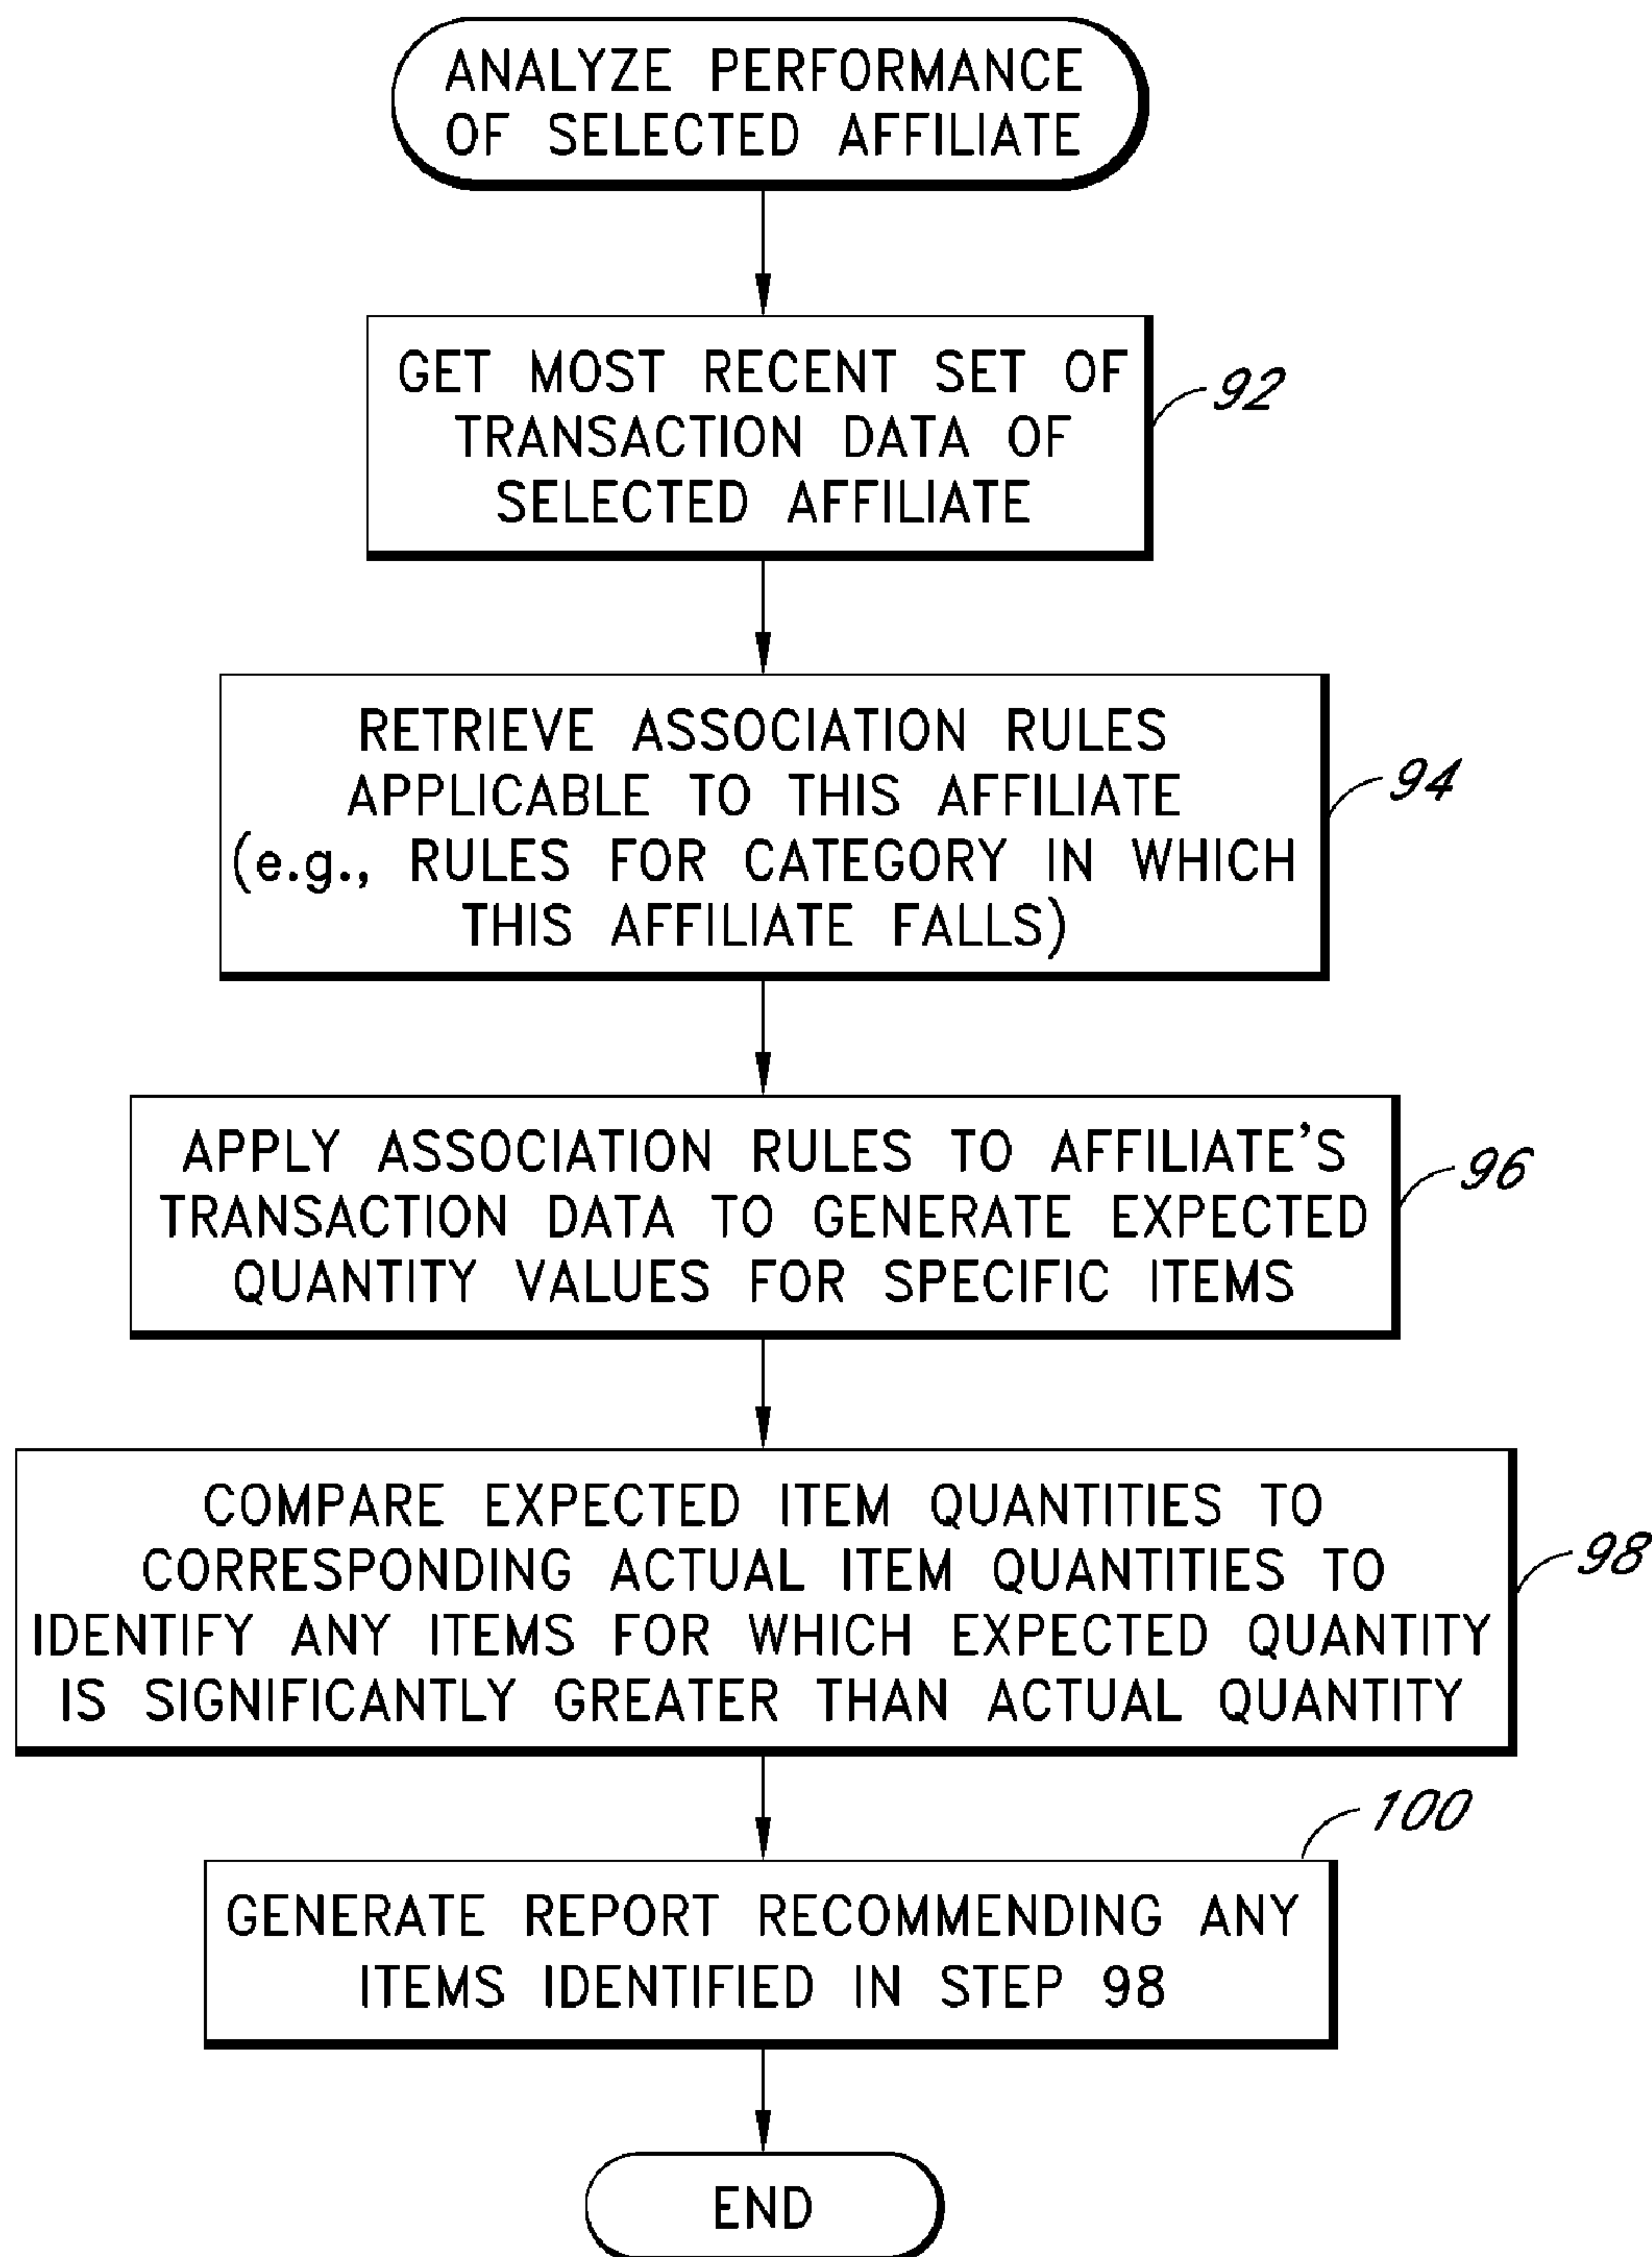 ANALYZE PERFORMANCE
OF SELECTED AFFILIATE
GET MOST RECENT SET OF
TRANSACTION DATA OF
SELECTED AFFILIATE
92
RETRIEVE ASSOCIATION RULES
APPLICABLE TO THIS AFFILIATE
(e.g., RULES FOR CATEGORY IN WHICH
THIS AFFILIATE FALLS)
94
APPLY ASSOCIATION RULES TO AFFILIATE'S
TRANSACTION DATA TO GENERATE EXPECTED
QUANTITY VALUES FOR SPECIFIC ITEMS
96
COMPARE EXPECTED ITEM QUANTITIES TO
CORRESPONDING ACTUAL ITEM QUANTITIES TO
IDENTIFY ANY ITEMS FOR WHICH EXPECTED QUANTITY
IS SIGNIFICANTLY GREATER THAN ACTUAL QUANTITY
98
100
GENERATE REPORT RECOMMENDING ANY
ITEMS IDENTIFIED IN STEP 98
END